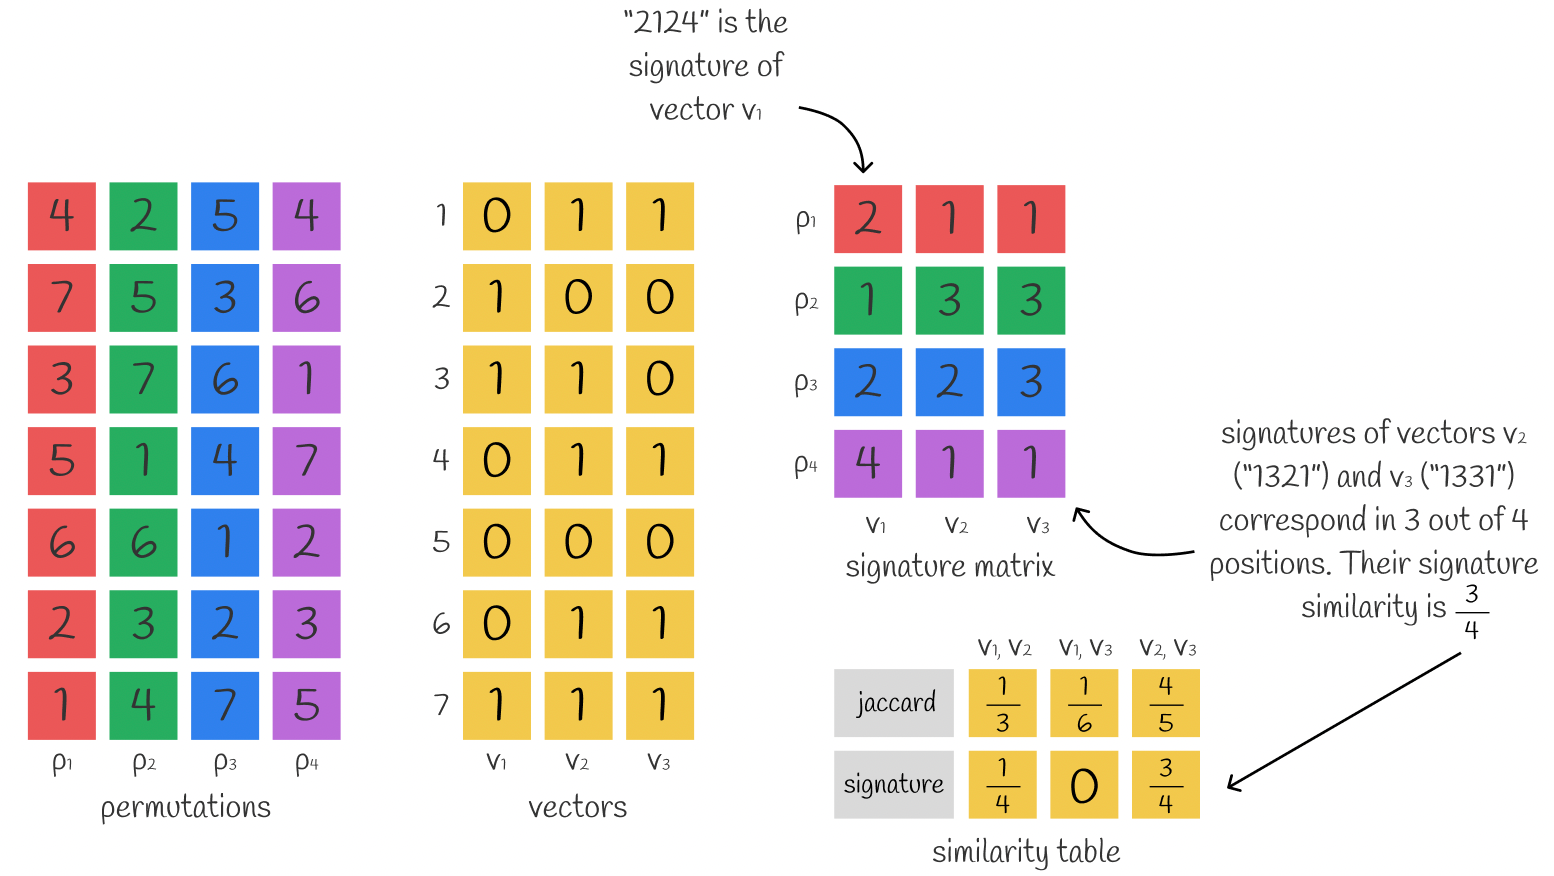 “2124” is the
signature of
vector v1
4 2 5 4
7 5 3 6
3 7 6 1
5 1 4 7
6 6 1 2
2 3 2 3
1 4 7 5
ρ1 ρ2 ρ3 ρ4
permutations
1 0 1 1
2 1 0 0
3 1 1 0
4 0 1 1
5 0 0 0
6 0 1 1
7 1 1 1
v1 v2 v3
vectors
ρ1 2 1 1
ρ2 1 3 3
ρ3 2 2 3
ρ4 4 1 1
v1 v2 v3
signature matrix
signatures of vectors v2
(“1321”) and v3 (“1331”)
correspond in 3 out of 4
positions. Their signature
similarity is 3/4
v1, v2 v1, v3 v2, v3
jaccard 1/3 1/6 4/5
signature 1/4 0 3/4
similarity table